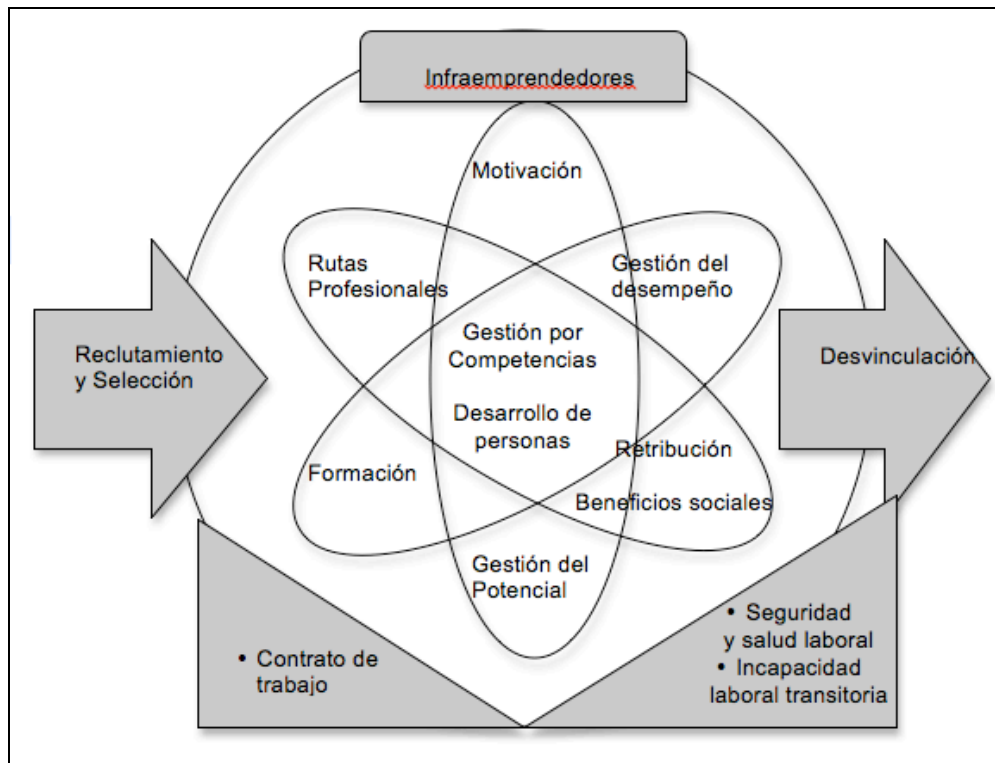 Infraemprendedores
Motivación
Rutas
Profesionales
Gestión del
desempeño
Gestión por
Competencias
Reclutamiento
y Selección
Desvinculación
Desarrollo de
personas
Formación
Retribución
Beneficios sociales
Gestión del
Potencial
• Contrato de
trabajo
• Seguridad
y salud laboral
• Incapacidad
laboral transitoria